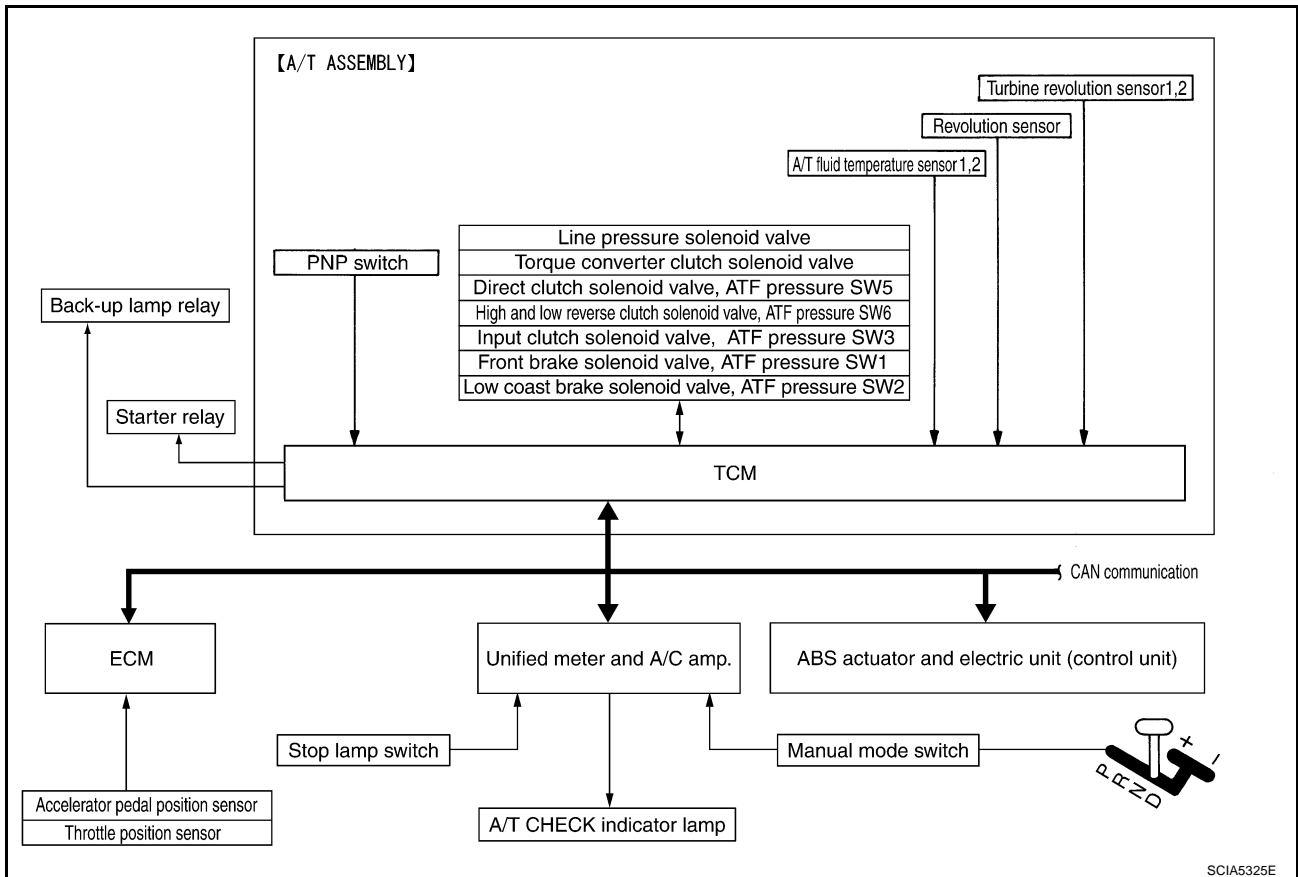 【A/T ASSEMBLY】
Turbine revolution sensor1,2
Revolution sensor
A/T fluid temperature sensor1,2
Line pressure solenoid valve
PNP switch
Torque converter clutch solenoid valve
Direct clutch solenoid valve, ATF pressure SW5
Back-up lamp relay
High and low reverse clutch solenoid valve, ATF pressure SW6
Input clutch solenoid valve, ATF pressure SW3
Front brake solenoid valve, ATF pressure SW1
Low coast brake solenoid valve, ATF pressure SW2
Starter relay
TCM
CAN communication
ECM
Unified meter and A/C amp.
ABS actuator and electric unit (control unit)
Stop lamp switch
Manual mode switch
P R N D + −
Accelerator pedal position sensor
Throttle position sensor
A/T CHECK indicator lamp
SCIA5325E